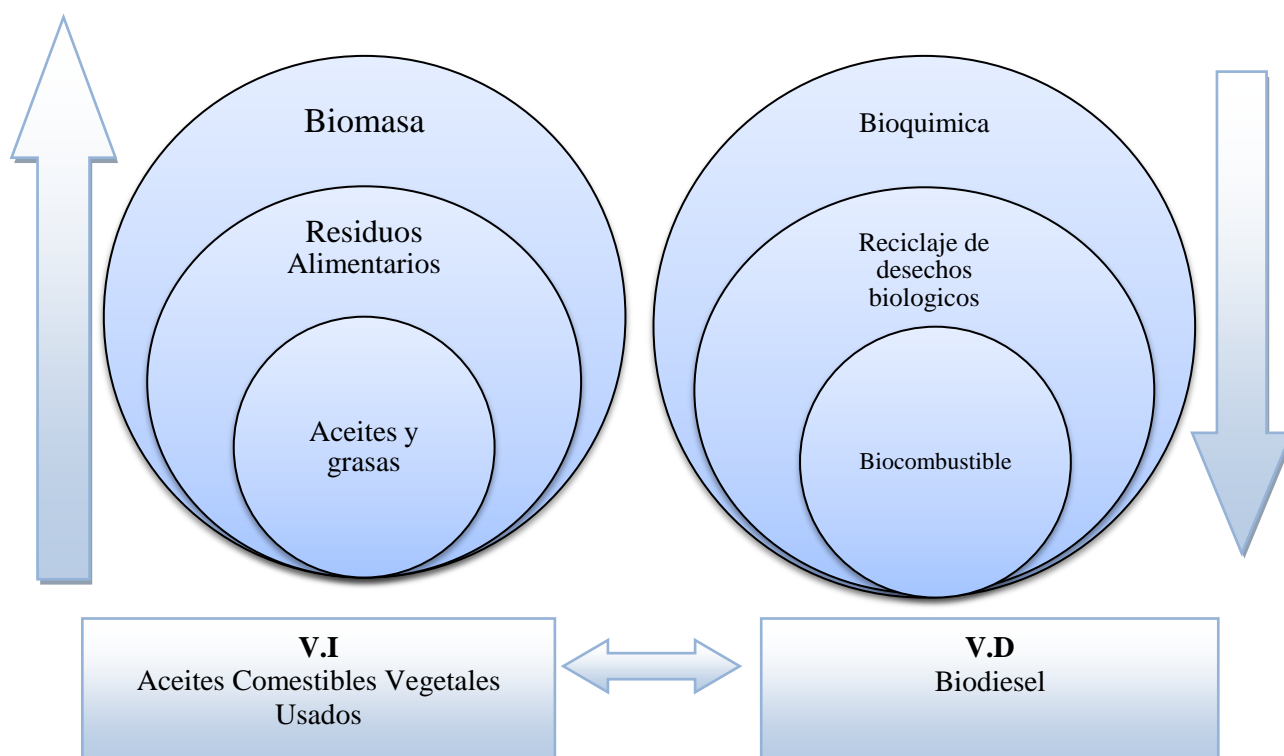 Biomasa
Residuos
Alimentarios
Aceites y
grasas
Bioquimica
Reciclaje de
desechos
biologicos
Biocombustible
V.I
Aceites Comestibles Vegetales
Usados
V.D
Biodiesel